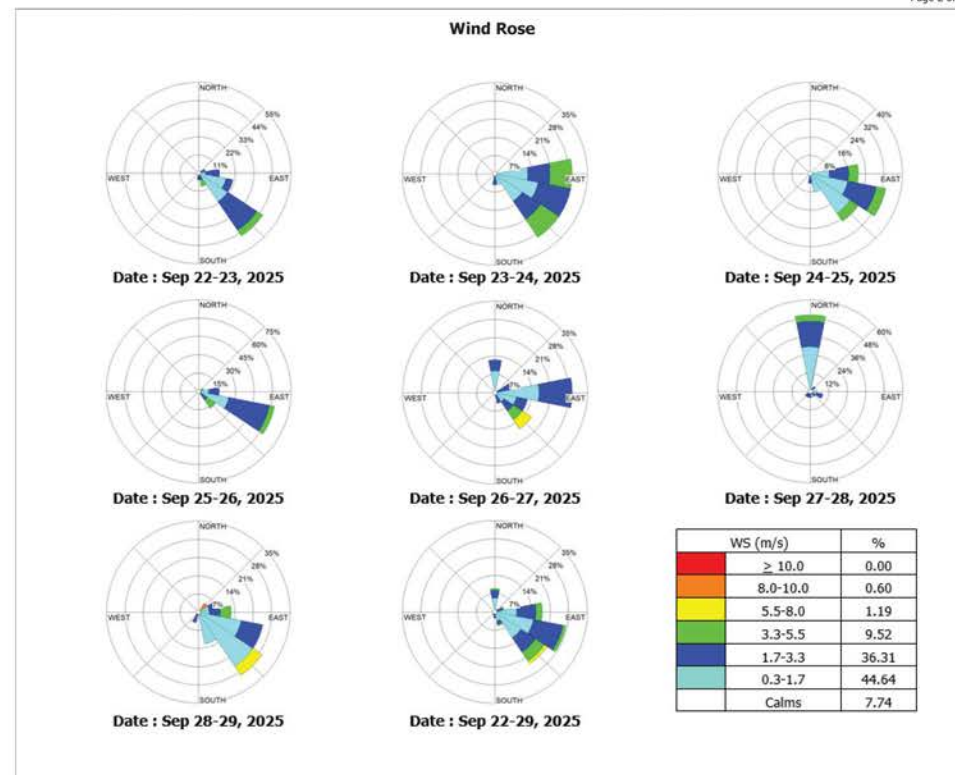 Wind Rose
NORTH
55%
44%
33%
22%
11%
WEST
EAST
SOUTH
Date : Sep 22-23, 2025
NORTH
35%
28%
21%
14%
7%
WEST
EAST
SOUTH
Date : Sep 23-24, 2025
NORTH
40%
32%
24%
16%
8%
WEST
EAST
SOUTH
Date : Sep 24-25, 2025
NORTH
75%
60%
45%
30%
15%
WEST
EAST
SOUTH
Date : Sep 25-26, 2025
NORTH
35%
28%
21%
14%
7%
WEST
EAST
SOUTH
Date : Sep 26-27, 2025
NORTH
60%
48%
36%
24%
12%
WEST
EAST
SOUTH
Date : Sep 27-28, 2025
NORTH
35%
28%
21%
14%
7%
WEST
EAST
SOUTH
Date : Sep 28-29, 2025
NORTH
35%
28%
21%
14%
7%
WEST
EAST
SOUTH
Date : Sep 22-29, 2025
WS (m/s) %
≥ 10.0 0.00
8.0-10.0 0.60
5.5-8.0 1.19
3.3-5.5 9.52
1.7-3.3 36.31
0.3-1.7 44.64
Calms 7.74